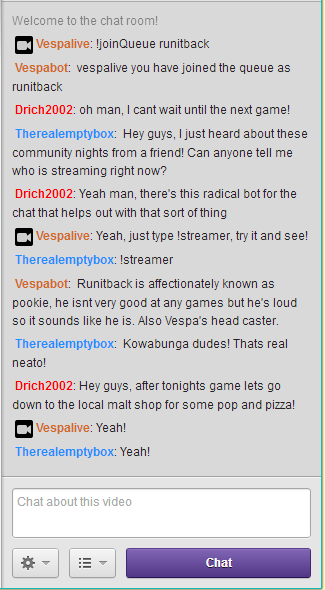 Welcome to the chat room!
Vespalive: !joinQueue runitback
Vespabot: vespalive you have joined the queue as
runitback
Drich2002: oh man, I cant wait until the next game!
Therealemptybox: Hey guys, I just heard about these
community nights from a friend! Can anyone tell me
who is streaming right now?
Drich2002: Yeah man, there's this radical bot for the
chat that helps out with that sort of thing
Vespalive: Yeah, just type !streamer, try it and see!
Therealemptybox: !streamer
Vespabot: Runitback is affectionately known as
pookie, he isnt very good at any games but he's loud
so it sounds like he is. Also Vespa's head caster.
Therealemptybox: Kowabunga dudes! Thats real
neato!
Drich2002: Hey guys, after tonights game lets go
down to the local malt shop for some pop and pizza!
Vespalive: Yeah!
Therealemptybox: Yeah!
Chat about this video
Chat